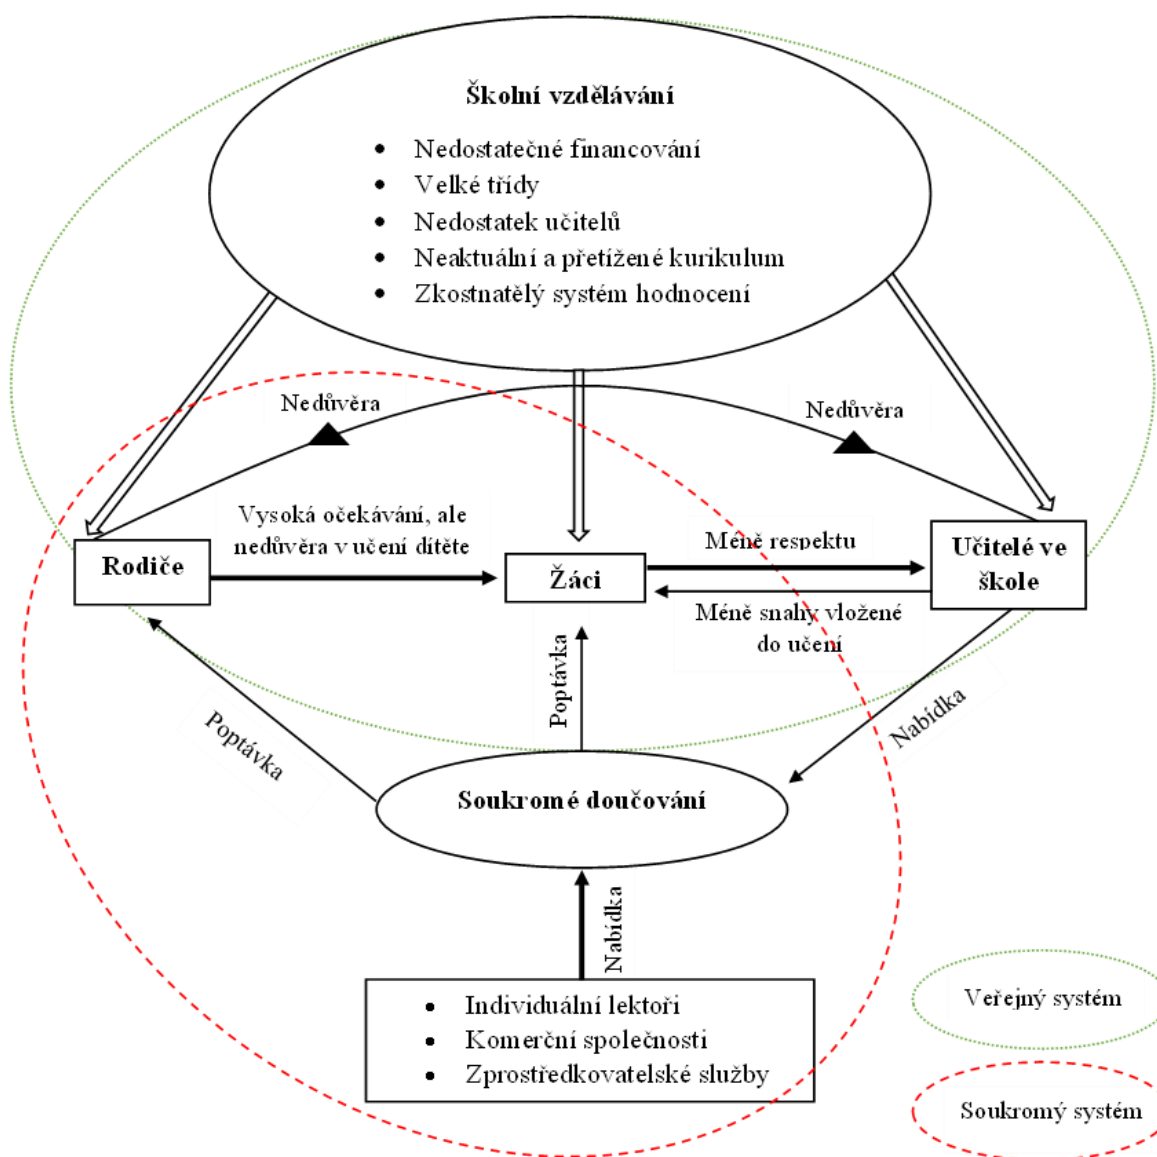 Školní vzdělávání
• Nedostatečné financování
• Velké třídy
• Nedostatek učitelů
• Neaktuální a přetížené kurikulum
• Zkostnatělý systém hodnocení
Nedůvěra
Nedůvěra
Vysoká očekávání, ale
nedůvěra v učení dítěte
Méně respektu
Rodiče
Žáci
Učitelé ve
škole
Méně snahy vložené
do učení
Poptávka
Poptávka
Nabídka
Soukromé doučování
Nabídka
• Individuální lektoři
• Komerční společnosti
• Zprostředkovatelské služby
Veřejný systém
Soukromý systém